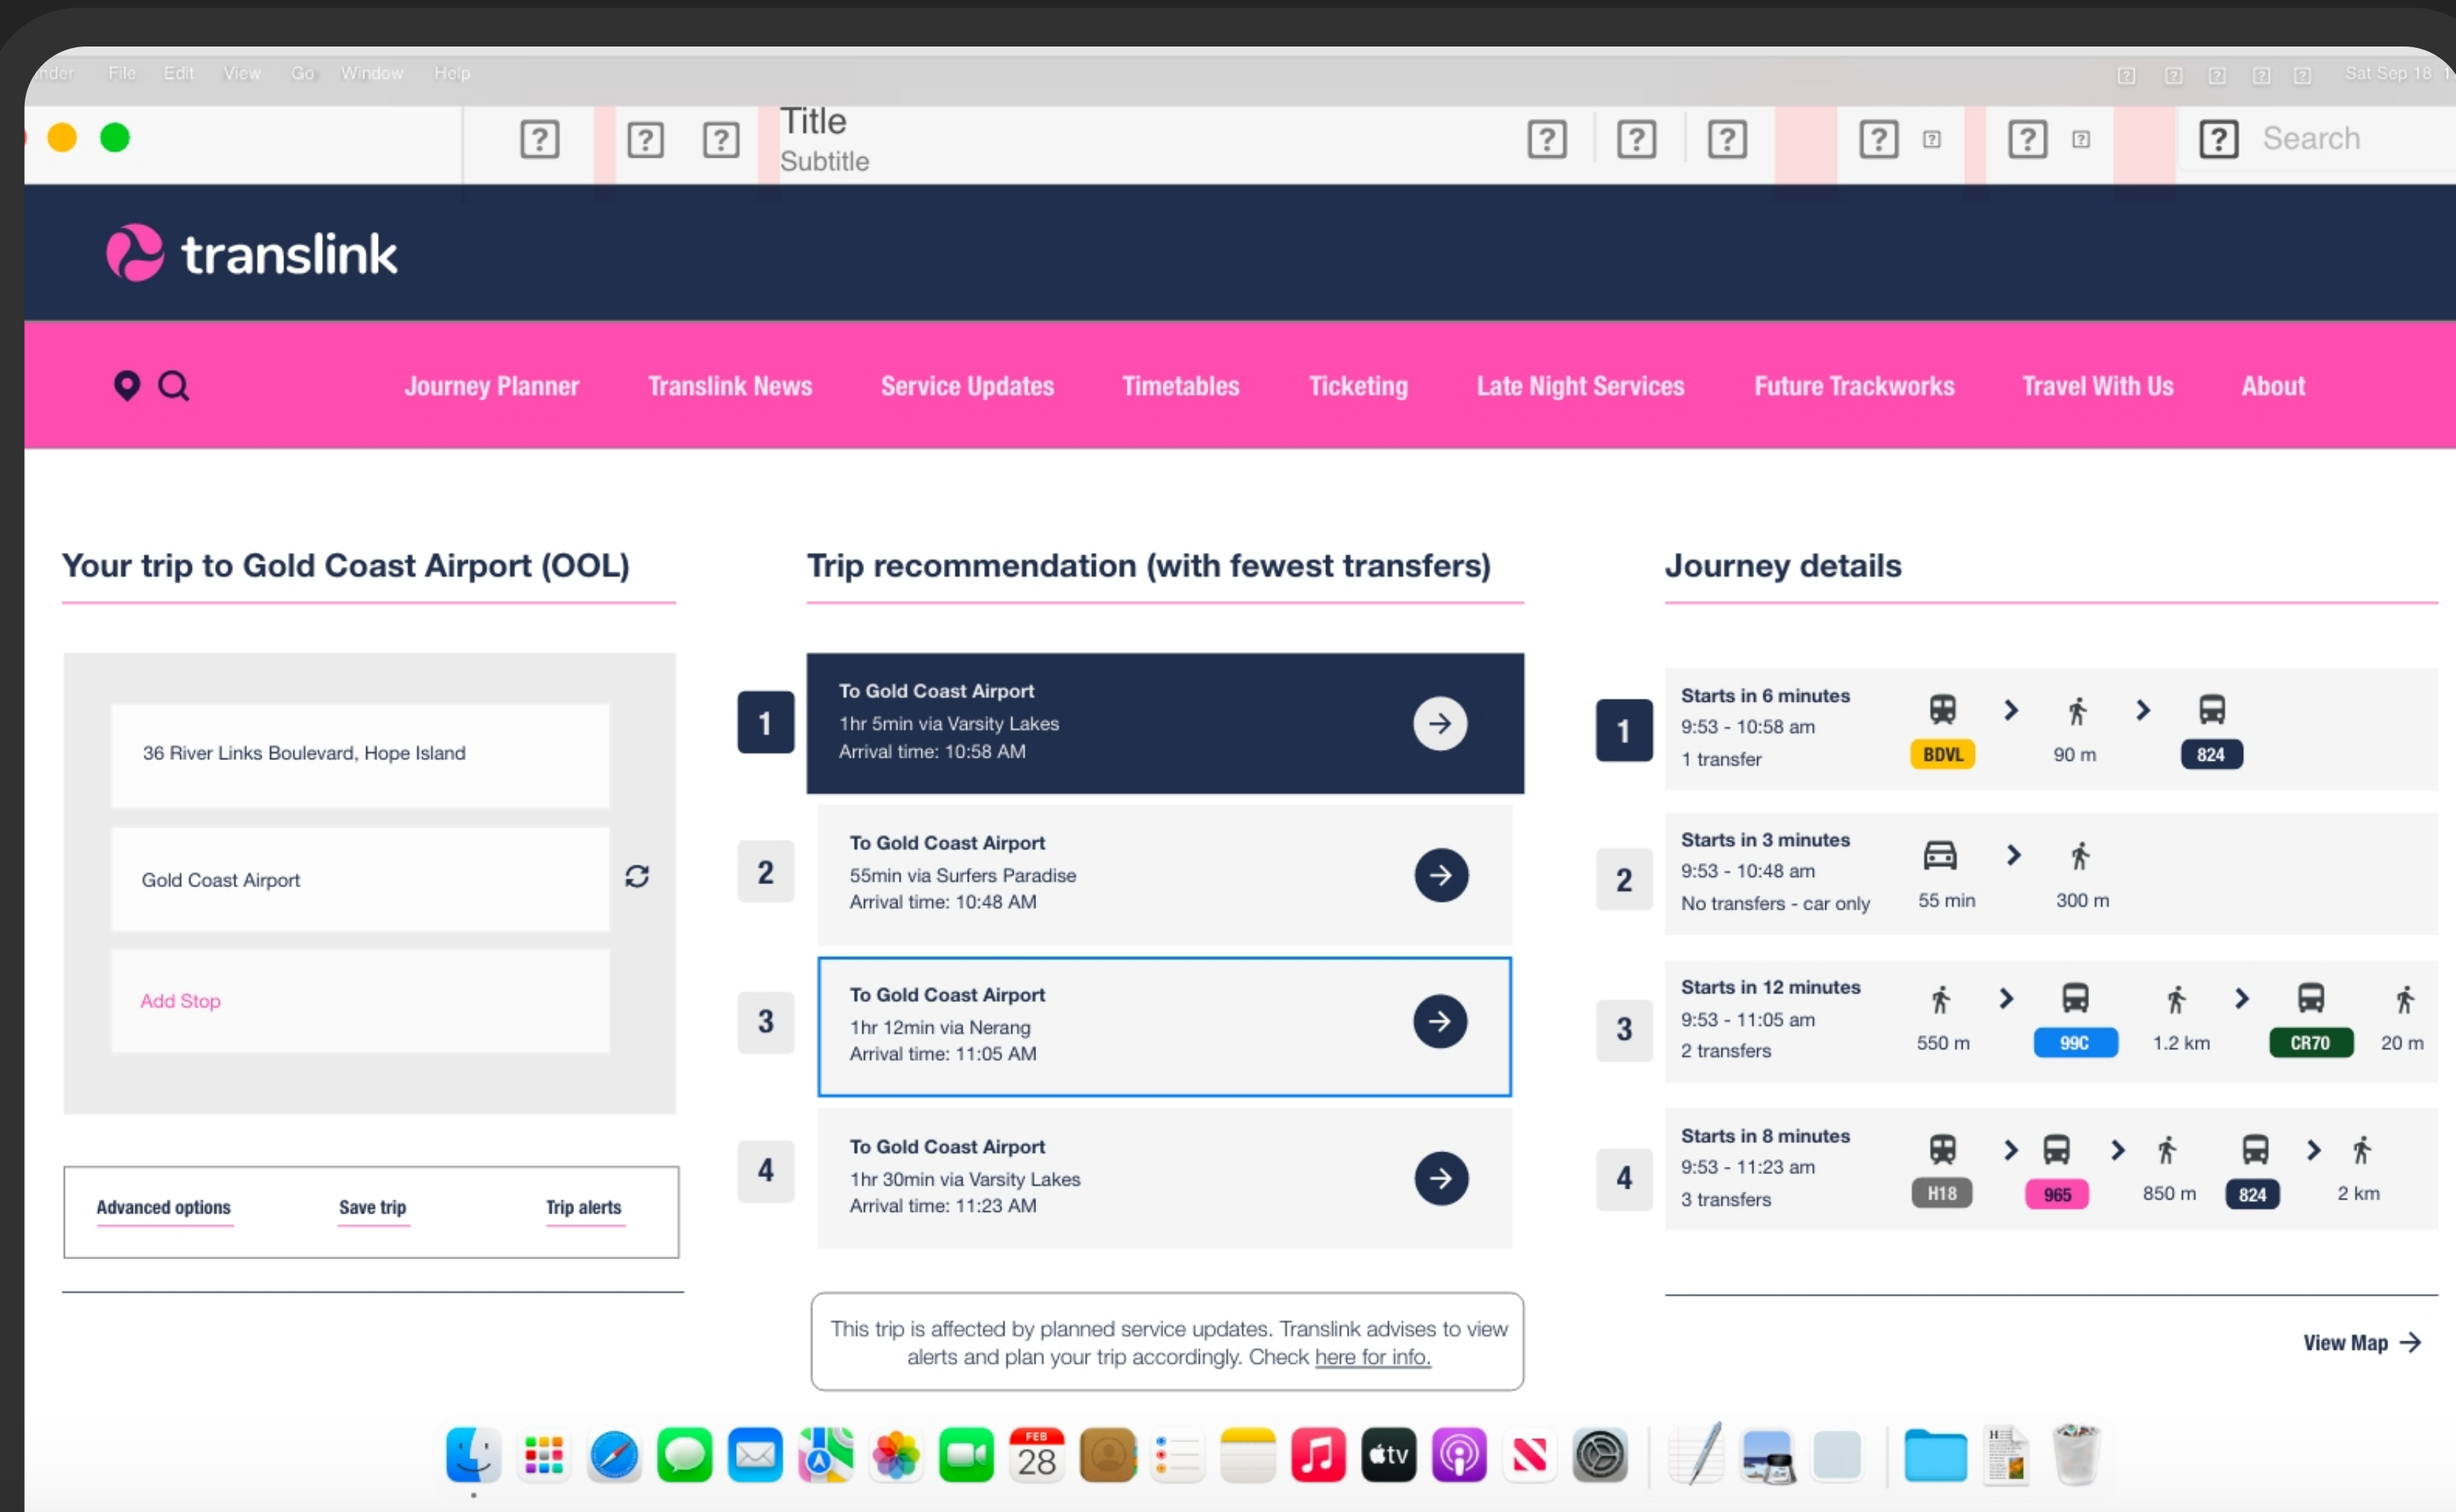 File Edit View Go Window Help
Sat Sep 18
Title
Subtitle
Search
translink
Journey Planner
Translink News
Service Updates
Timetables
Ticketing
Late Night Services
Future Trackworks
Travel With Us
About
Your trip to Gold Coast Airport (OOL)
36 River Links Boulevard, Hope Island
Gold Coast Airport
Add Stop
Advanced options
Save trip
Trip alerts
Trip recommendation (with fewest transfers)
1
To Gold Coast Airport
1hr 5min via Varsity Lakes
Arrival time: 10:58 AM
2
To Gold Coast Airport
55min via Surfers Paradise
Arrival time: 10:48 AM
3
To Gold Coast Airport
1hr 12min via Nerang
Arrival time: 11:05 AM
4
To Gold Coast Airport
1hr 30min via Varsity Lakes
Arrival time: 11:23 AM
This trip is affected by planned service updates. Translink advises to view
alerts and plan your trip accordingly. Check here for info.
Journey details
1
Starts in 6 minutes
9:53 - 10:58 am
1 transfer
BDVL
90 m
824
2
Starts in 3 minutes
9:53 - 10:48 am
No transfers - car only
55 min
300 m
3
Starts in 12 minutes
9:53 - 11:05 am
2 transfers
550 m
99C
1.2 km
CR70
20 m
4
Starts in 8 minutes
9:53 - 11:23 am
3 transfers
H18
965
850 m
824
2 km
View Map
FEB
28
tv